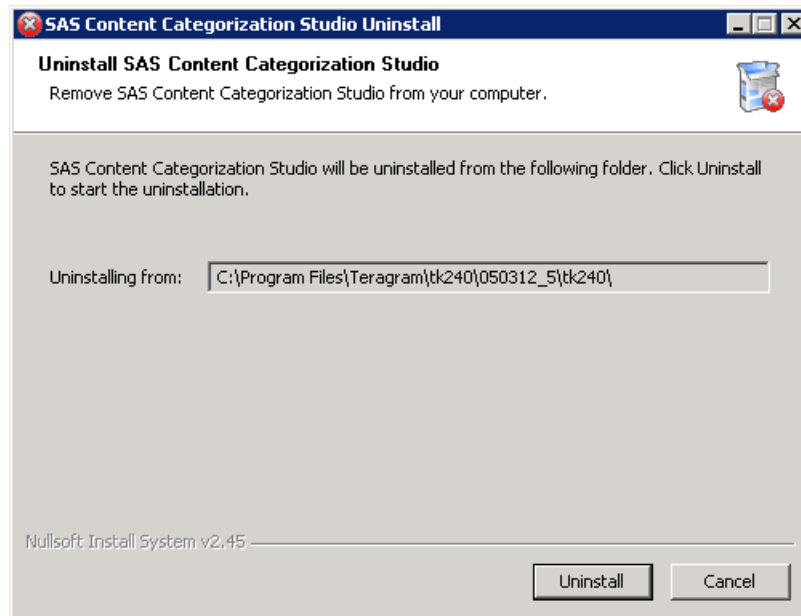 SAS Content Categorization Studio Uninstall
Uninstall SAS Content Categorization Studio
Remove SAS Content Categorization Studio from your computer.
SAS Content Categorization Studio will be uninstalled from the following folder. Click Uninstall
to start the uninstallation.
Uninstalling from: C:\Program Files\Teragram\tk240\050312_5\tk240\
Nullsoft Install System v2.45
Uninstall Cancel